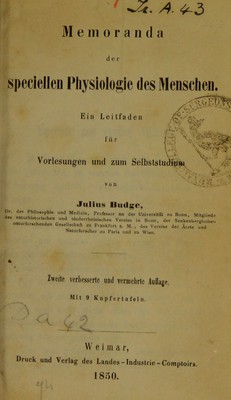 Tr. A. 43
Memoranda
der
speciellen Physiologie des Menschen.
Ein Leitfaden
für
Vorlesungen und zum Selbststudium
von
Julius Budge,
Dr. der Philosophie und Medicin, Professor an der Universität zu Bonn, Mitgliede
des naturhistorischen und niederrheinischen Vereins in Bonn, der Senkenbergischen
naturforschenden Gesellschaft zu Frankfurt a. M., des Vereins der Ärzte und
Naturforscher zu Paris und zu Wien.
Zweite verbesserte und vermehrte Auflage.
Mit 9 Kupfertafeln.
Weimar,
Druck und Verlag des Landes-Industrie-Comptoirs.
1850.